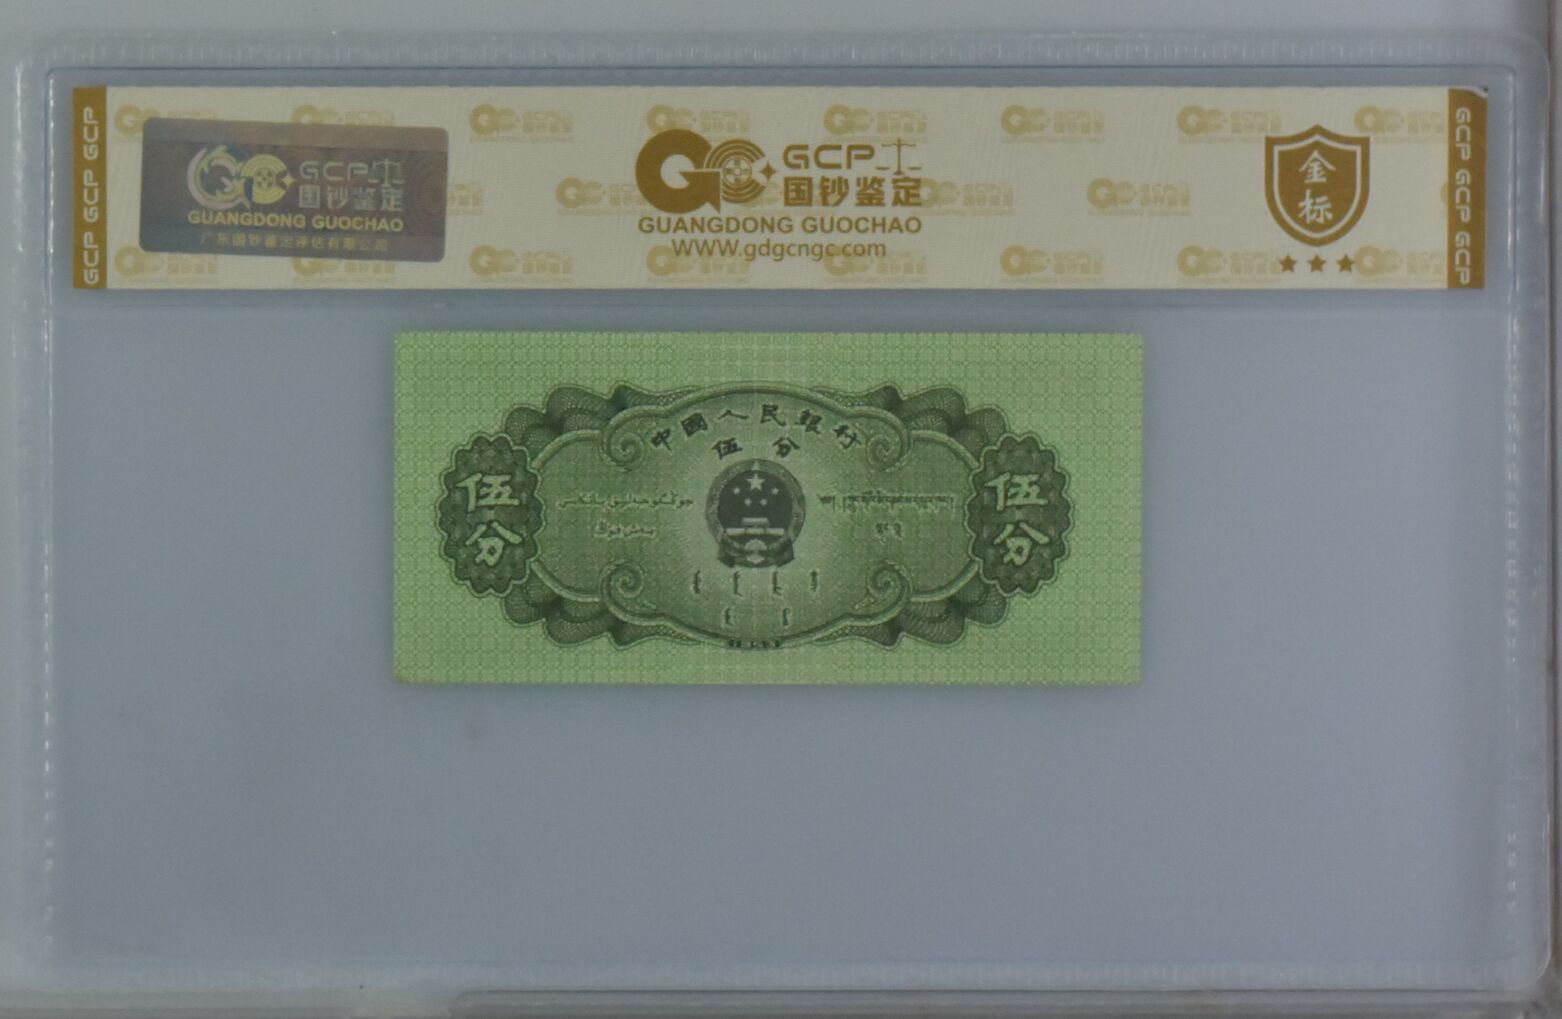 GCP GCP
GCP 国钞鉴定
GUANGDONG GUOCHAO
广东国钞鉴定评估有限公司
GCP
国钞鉴定
GUANGDONG GUOCHAO
WWW.gdgcngc.com
金标
GCP GCP
中國人民銀行
伍分
伍分
伍分